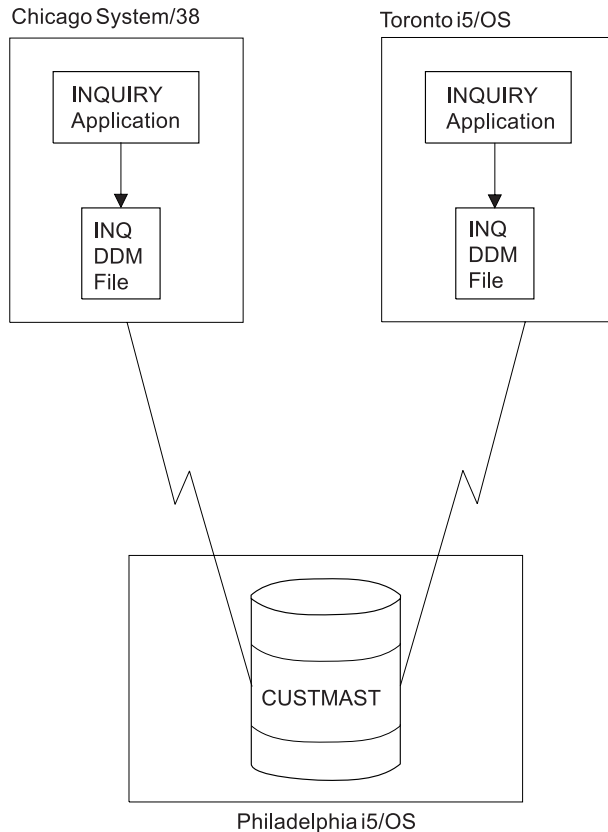 Chicago System/38
Toronto i5/OS
INQUIRY
Application
INQUIRY
Application
INQ
DDM
File
INQ
DDM
File
CUSTMAST
Philadelphia i5/OS